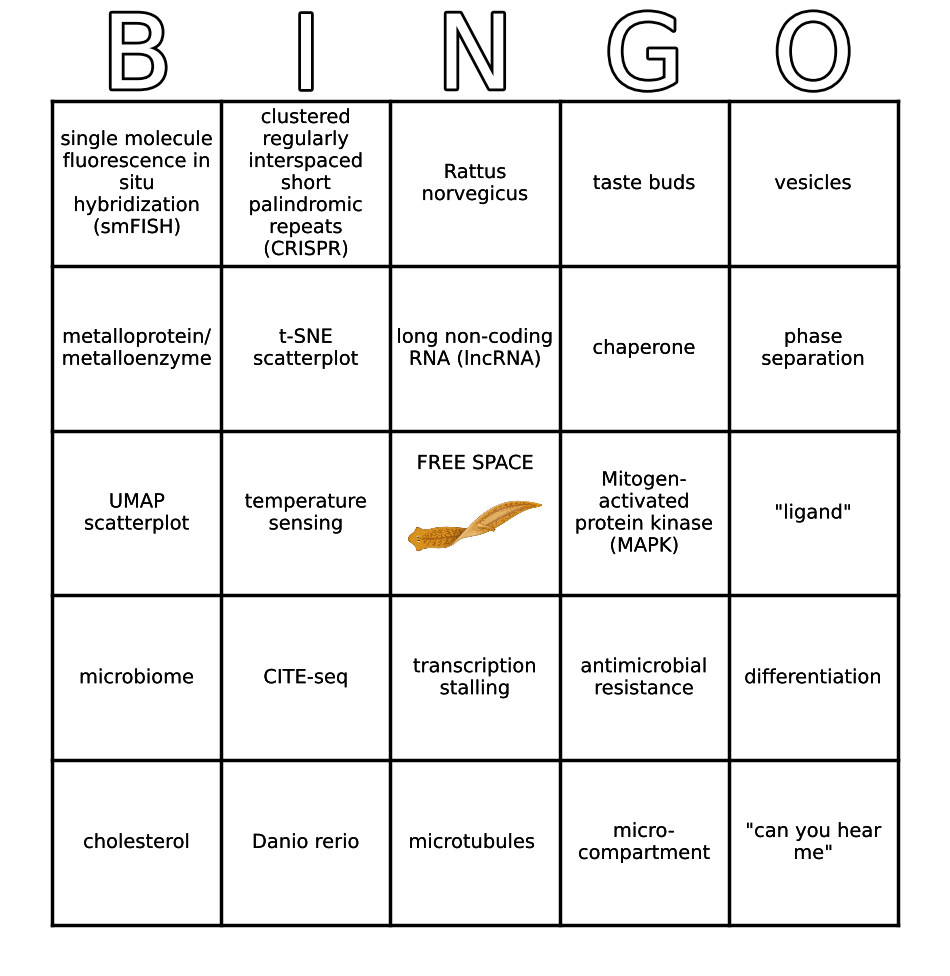 B I N G O
single molecule
fluorescence in
situ
hybridization
(smFISH)
clustered
regularly
interspaced
short
palindromic
repeats
(CRISPR)
Rattus
norvegicus
taste buds
vesicles
metalloprotein/
metalloenzyme
t-SNE
scatterplot
long non-coding
RNA (lncRNA)
chaperone
phase
separation
UMAP
scatterplot
temperature
sensing
FREE SPACE
Mitogen-
activated
protein kinase
(MAPK)
"ligand"
microbiome
CITE-seq
transcription
stalling
antimicrobial
resistance
differentiation
cholesterol
Danio rerio
microtubules
micro-
compartment
"can you hear
me"